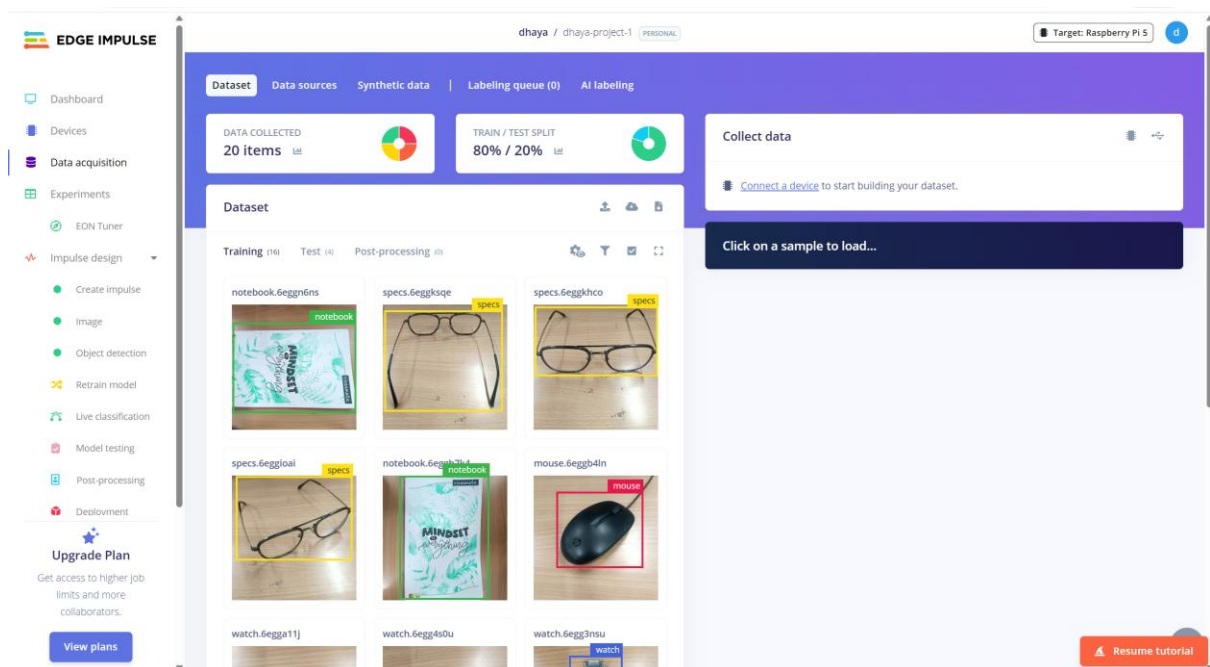 EDGE IMPULSE
dhaya / dhaya-project-1 PERSONAL
Target: Raspberry Pi 5
d
Dashboard
Devices
Data acquisition
Experiments
EON Tuner
Impulse design
Create impulse
Image
Object detection
Retrain model
Live classification
Model testing
Post-processing
Deployment
Upgrade Plan
Get access to higher job
limits and more
collaborators.
View plans
Dataset Data sources Synthetic data | Labeling queue (0) AI labeling
DATA COLLECTED
20 items
TRAIN / TEST SPLIT
80% / 20%
Dataset
Training (16) Test (4) Post-processing (0)
notebook.6eggn6ns
notebook
MINDSET
is
everything
specs.6eggksqe
specs
specs.6eggkhco
specs
specs.6eggioai
specs
notebook.6eg
notebook
MINDSET
is
everything
mouse.6eggb4ln
mouse
watch.6egga11j
watch.6egg4s0u
watch.6egg3nsu
watch
Collect data
Connect a device to start building your dataset.
Click on a sample to load...
Resume tutorial